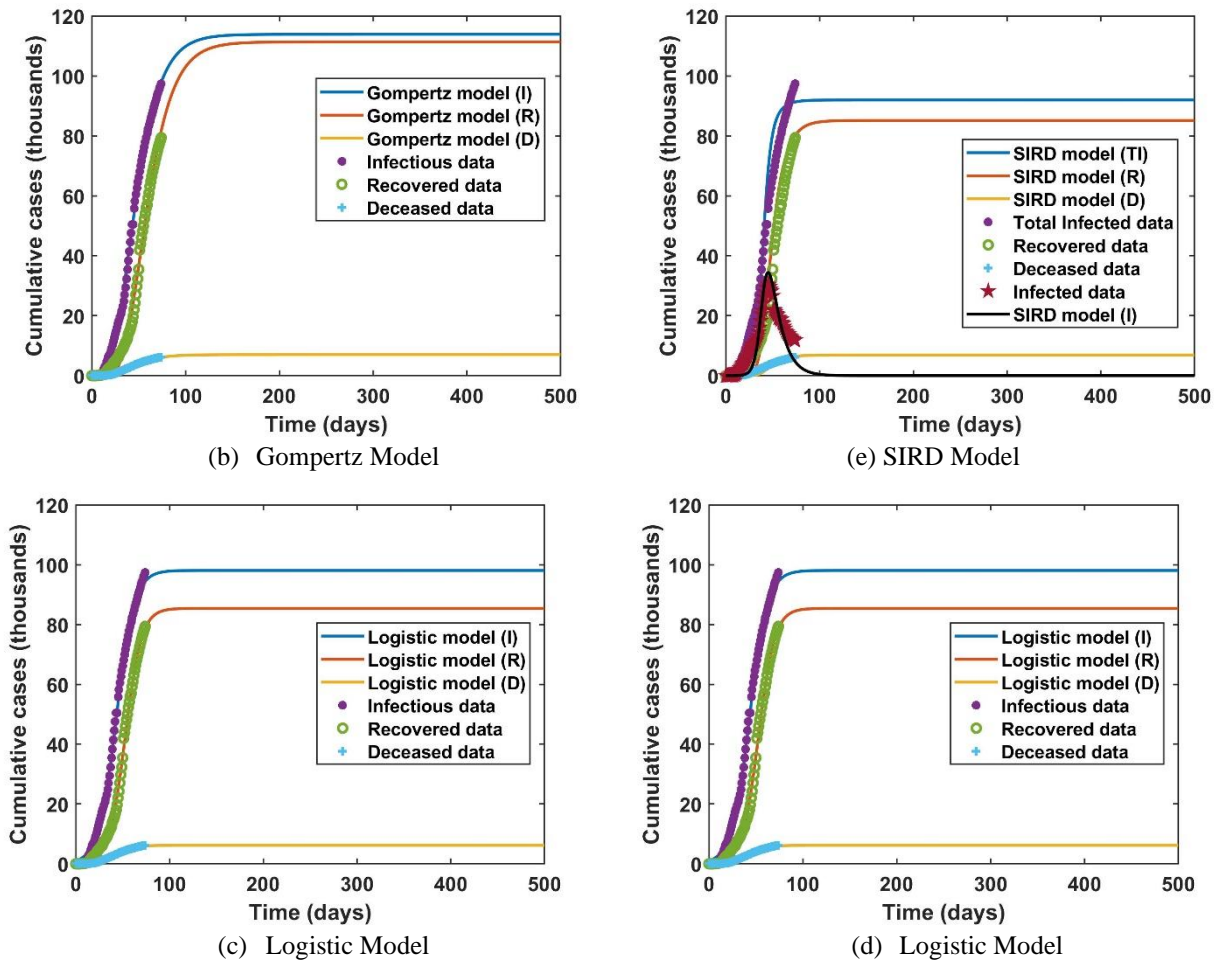 120
100
80
60
40
20
0
Cumulative cases (thousands)
Gompertz model (I)
Gompertz model (R)
Gompertz model (D)
Infectious data
Recovered data
Deceased data
0 100 200 300 400 500
Time (days)
(b) Gompertz Model
120
100
80
60
40
20
0
Cumulative cases (thousands)
SIRD model (TI)
SIRD model (R)
SIRD model (D)
Total Infected data
Recovered data
Deceased data
Infected data
SIRD model (I)
0 100 200 300 400 500
Time (days)
(e) SIRD Model
120
100
80
60
40
20
0
Cumulative cases (thousands)
Logistic model (I)
Logistic model (R)
Logistic model (D)
Infectious data
Recovered data
Deceased data
0 100 200 300 400 500
Time (days)
(c) Logistic Model
120
100
80
60
40
20
0
Cumulative cases (thousands)
Logistic model (I)
Logistic model (R)
Logistic model (D)
Infectious data
Recovered data
Deceased data
0 100 200 300 400 500
Time (days)
(d) Logistic Model